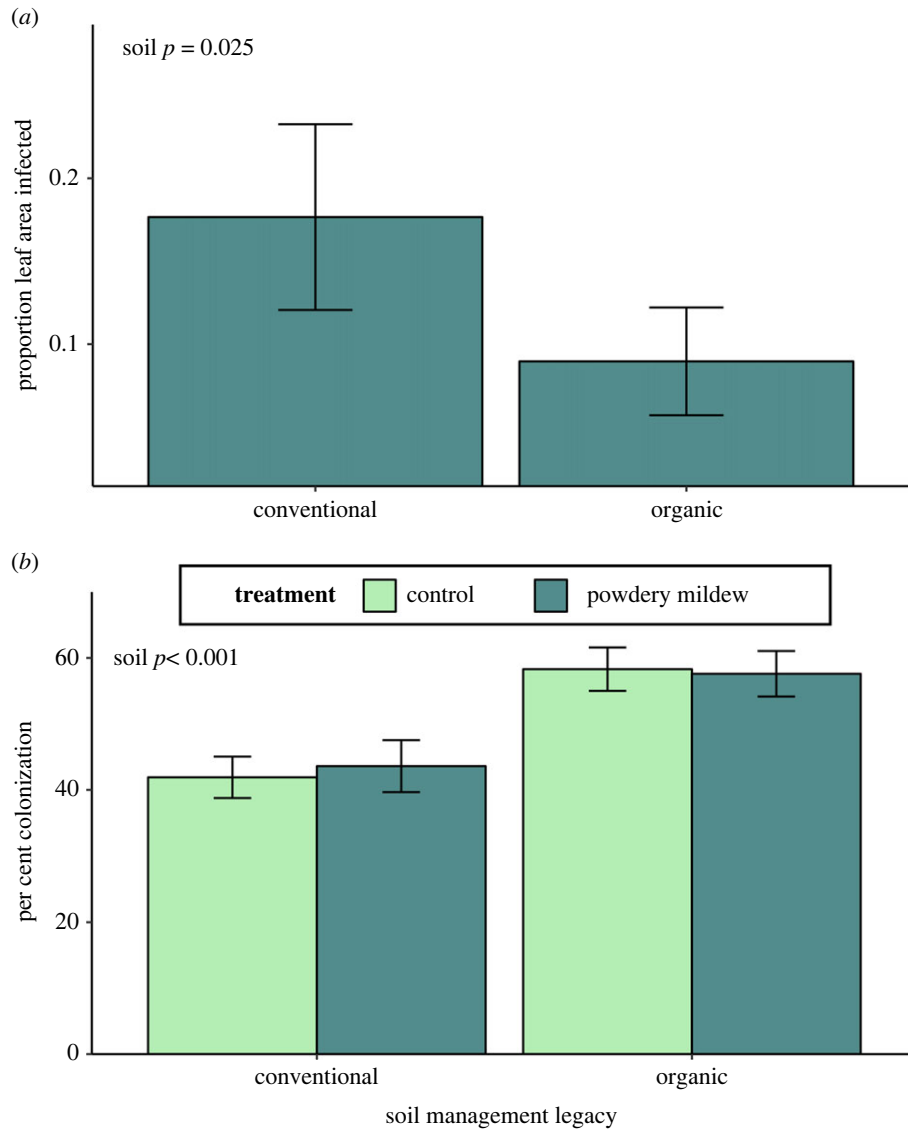 (a)
soil p = 0.025
proportion leaf area infected
0.2
0.1
conventional organic
(b)
treatment control powdery mildew
soil p< 0.001
per cent colonization
60
40
20
0
conventional organic
soil management legacy